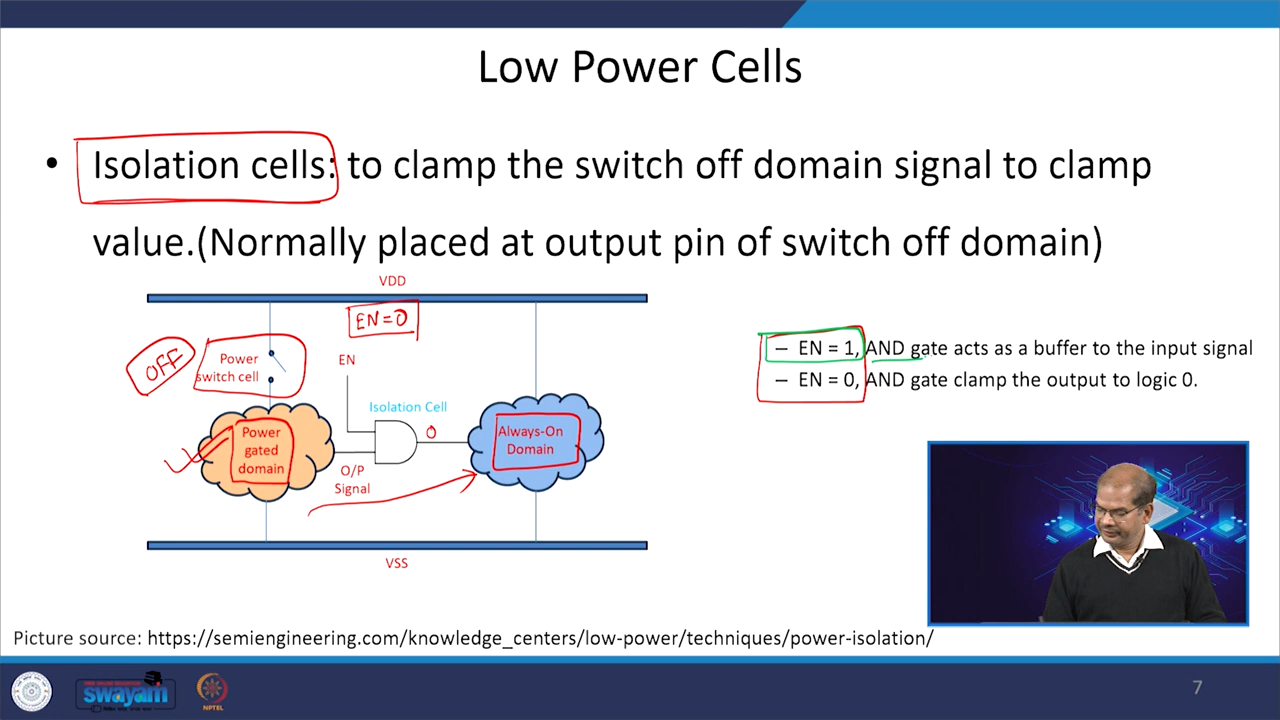 Low Power Cells
• Isolation cells: to clamp the switch off domain signal to clamp
value.(Normally placed at output pin of switch off domain)
VDD
EN=0
OFF
Power
switch cell
EN
Isolation Cell
Power
gated
domain
0
Always-On
Domain
O/P
Signal
VSS
– EN = 1, AND gate acts as a buffer to the input signal
– EN = 0, AND gate clamp the output to logic 0.
Picture source: https://semiengineering.com/knowledge_centers/low-power/techniques/power-isolation/
swayam
NPTEL
7